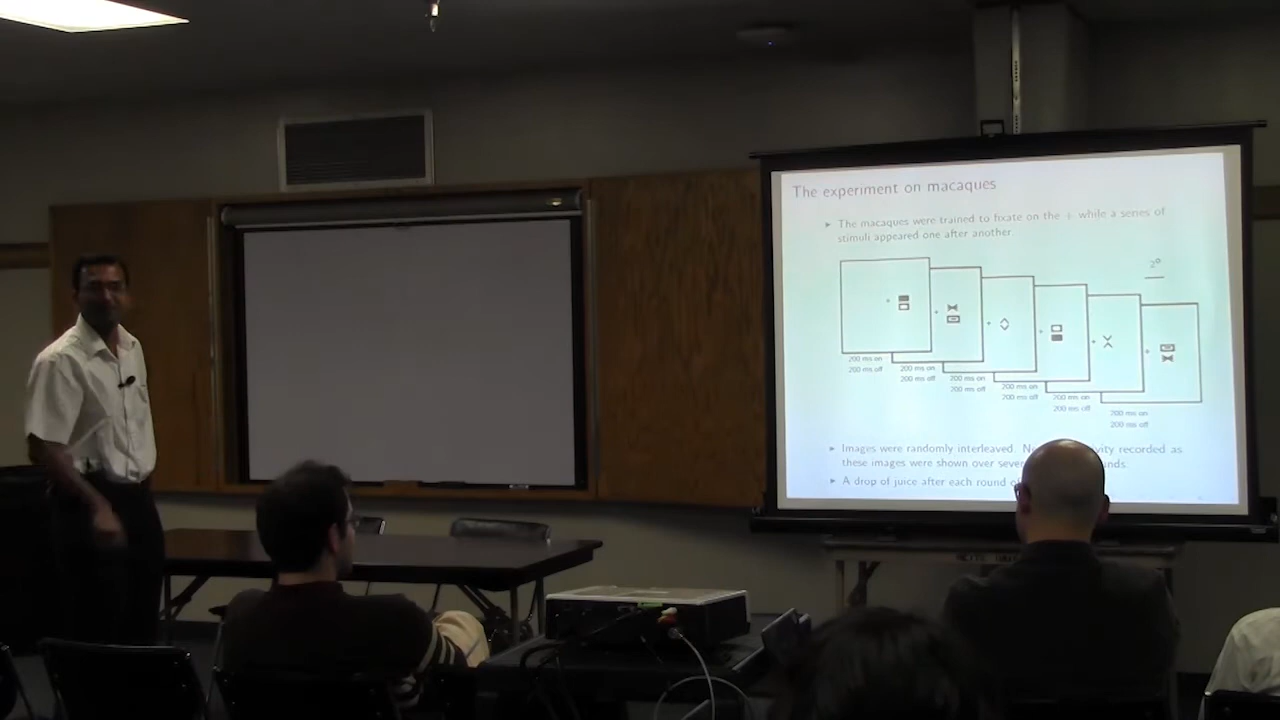 The experiment on macaques
▸ The macaques were trained to fixate on the + while a series of
stimuli appeared one after another
2°
200 ms on
200 ms off
200 ms on
200 ms off
200 ms on
200 ms off
200 ms on
200 ms off
200 ms on
200 ms off
200 ms on
200 ms off
▸ Images were randomly interleaved. recorded as
these images were shown over
▸ A drop of juice after each round